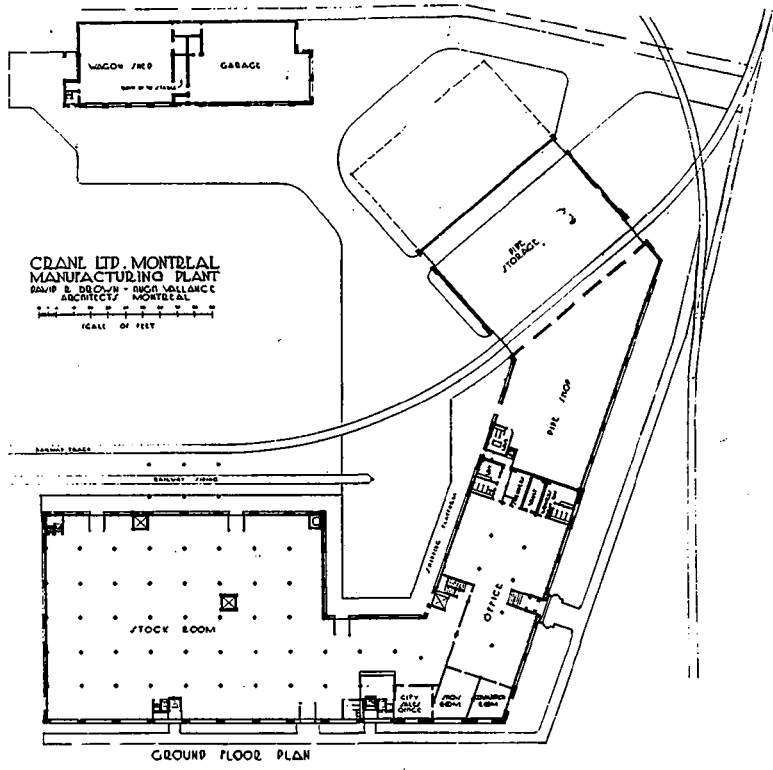 WAGON SHED
GARAGE
PIPE
STORAGE
CRANE LTD. MONTREAL
MANUFACTURING PLANT
DAVID R. BROWN - HUGH VALLANCE
ARCHITECTS MONTREAL
SCALE OF FEET
PIPE SHOP
RAILWAY TRACK
RAILWAY SIDING
SHIPPING PLATFORM
OFFICE
STOCK ROOM
CITY
SALES
OFFICE
SHOW
ROOM
GROUND FLOOR PLAN